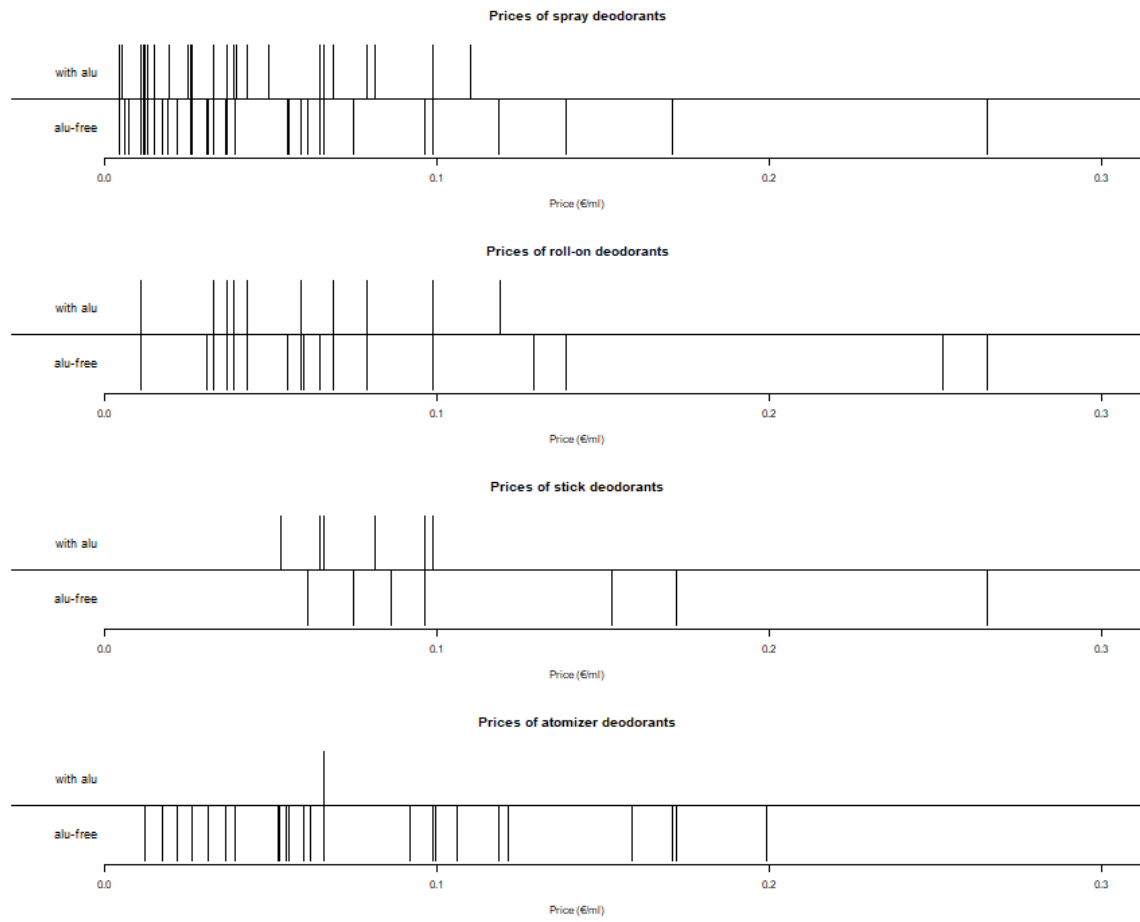 Prices of spray deodorants
with alu
alu-free
0.0 0.1 0.2 0.3
Price (€/ml)
Prices of roll-on deodorants
with alu
alu-free
0.0 0.1 0.2 0.3
Price (€/ml)
Prices of stick deodorants
with alu
alu-free
0.0 0.1 0.2 0.3
Price (€/ml)
Prices of atomizer deodorants
with alu
alu-free
0.0 0.1 0.2 0.3
Price (€/ml)